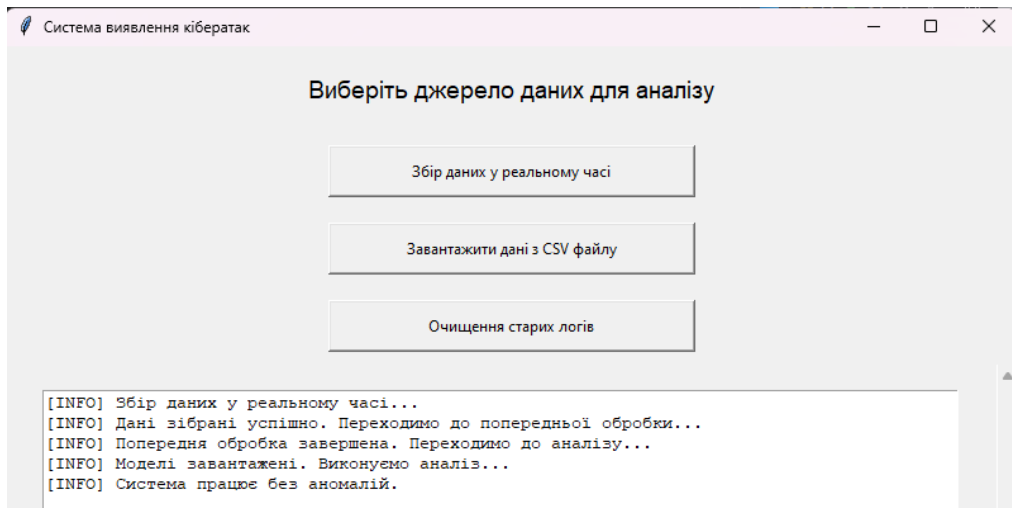 Система виявлення кібератак
Виберіть джерело даних для аналізу
Збір даних у реальному часі
Завантажити дані з CSV файлу
Очищення старих логів
[INFO] Збір даних у реальному часі...
[INFO] Дані зібрані успішно. Переходимо до попередньої обробки...
[INFO] Попередня обробка завершена. Переходимо до аналізу...
[INFO] Моделі завантажені. Виконуємо аналіз...
[INFO] Система працює без аномалій.